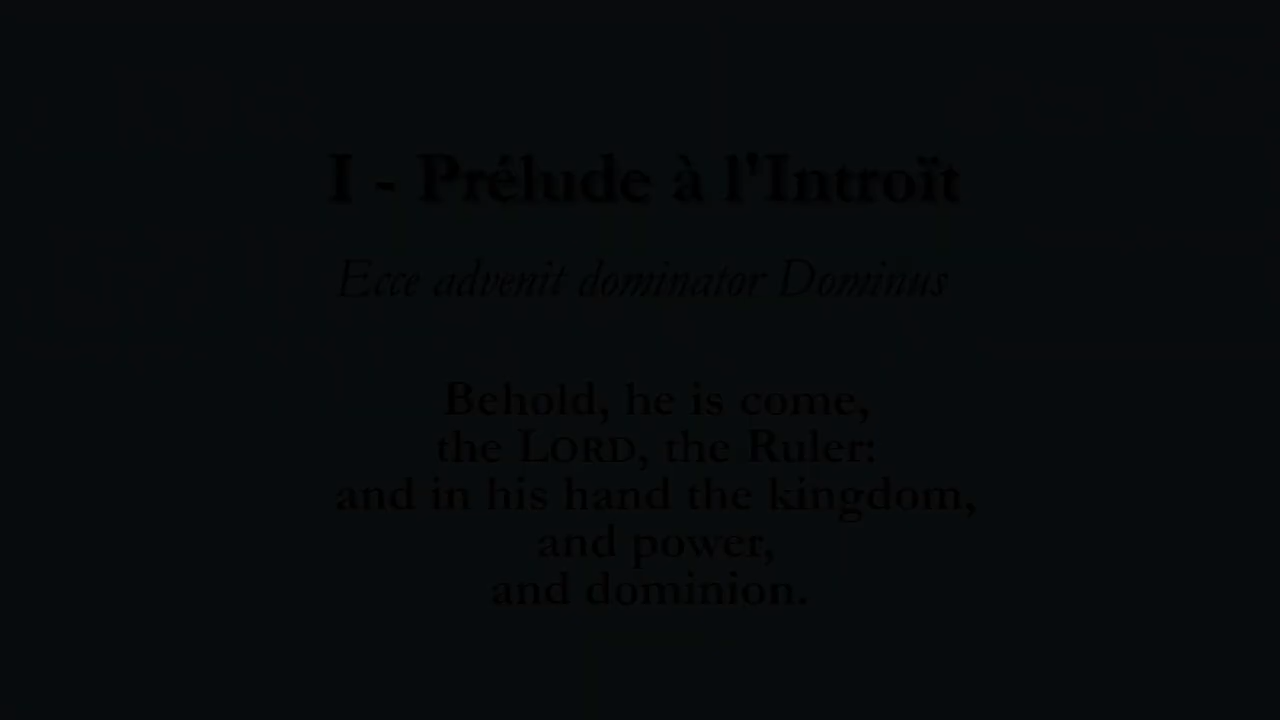 I - Prélude à l'Introït
Ecce advenit dominator Dominus
Behold, he is come,
the LORD, the Ruler:
and in his hand the kingdom,
and power,
and dominion.